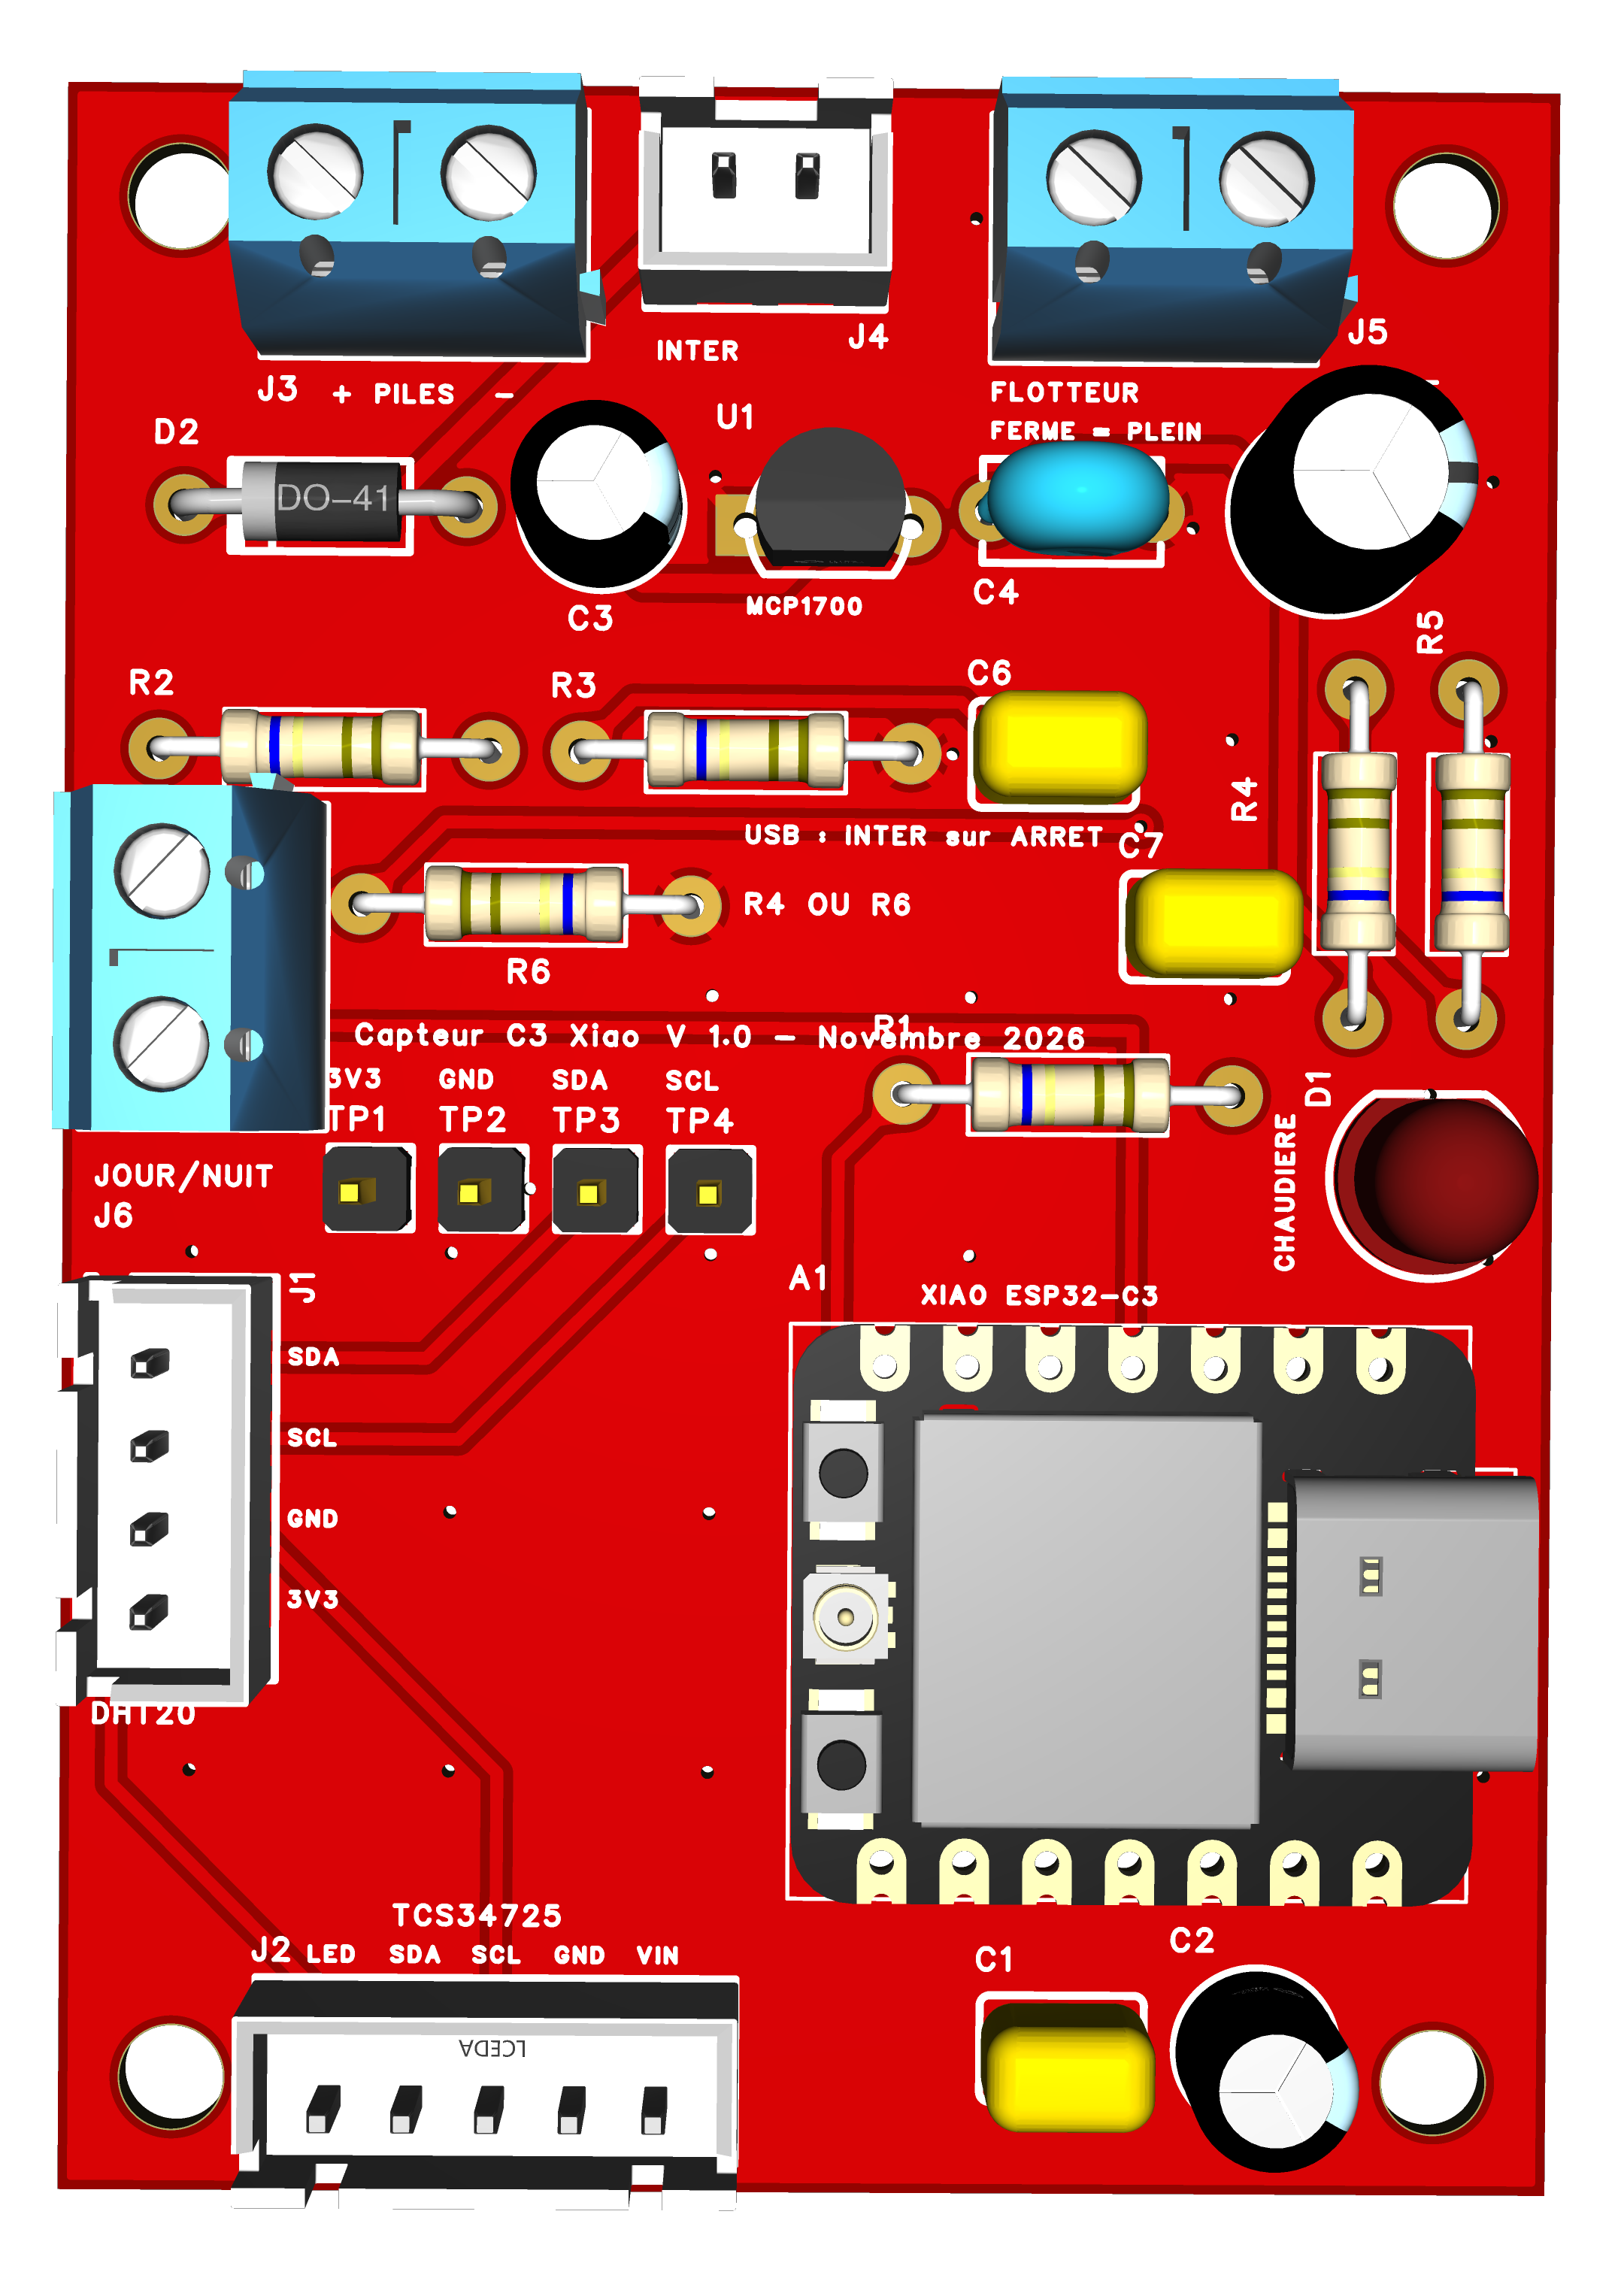 J4
INTER
J5
J3 + PILES -
FLOTTEUR
FERME = PLEIN
U1
D2
DO-41
MCP1700
C4
C3
R5
R2
R3
C6
R4
USB : INTER sur ARRET
C7
R4 OU R6
R6
R1
Capteur C3 Xiao V 1.0 - Novembre 2026
3V3 GND SDA SCL
TP1 TP2 TP3 TP4
D1
CHAUDIERE
JOUR/NUIT
J6
J1
A1
XIAO ESP32-C3
SDA
SCL
GND
3V3
DHT20
TCS34725
J2 LED SDA SCL GND VIN
LCEDA
C1
C2